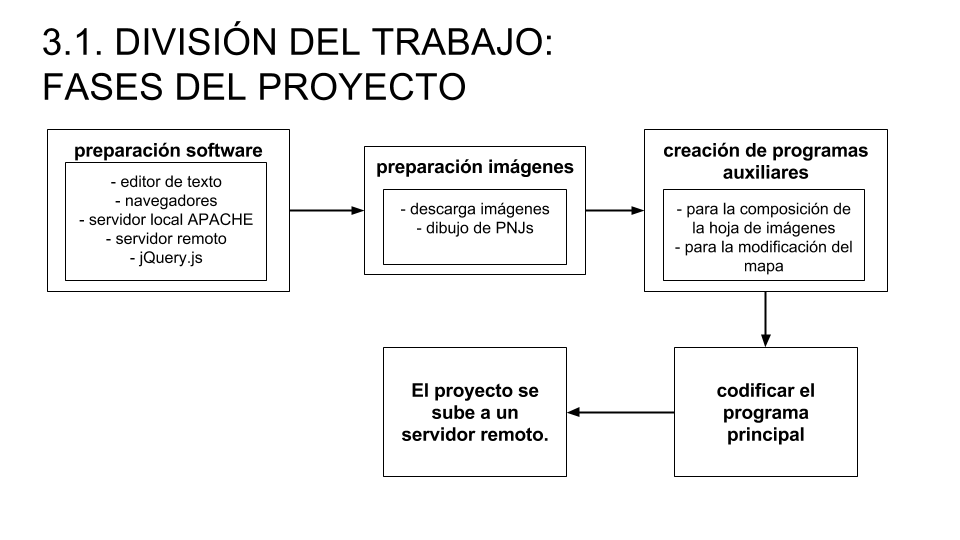 3.1. DIVISIÓN DEL TRABAJO:
FASES DEL PROYECTO
preparación software
- editor de texto
- navegadores
- servidor local APACHE
- servidor remoto
- jQuery.js
preparación imágenes
- descarga imágenes
- dibujo de PNJs
creación de programas
auxiliares
- para la composición de
la hoja de imágenes
- para la modificación del
mapa
codificar el
programa
principal
El proyecto se
sube a un
servidor remoto.